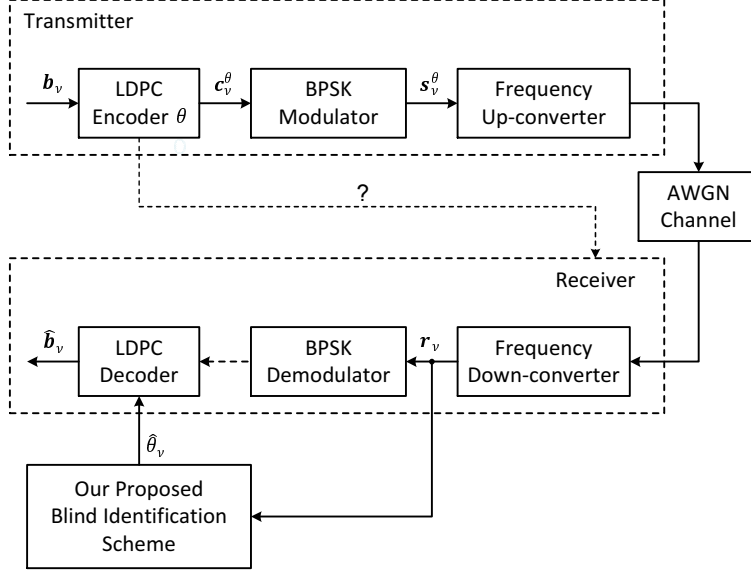 Transmitter
𝒃_ν
LDPC
Encoder θ
𝒄_ν^θ
BPSK
Modulator
𝒔_ν^θ
Frequency
Up-converter
?
AWGN
Channel
Receiver
𝒃̂_ν
LDPC
Decoder
BPSK
Demodulator
𝒓_ν
Frequency
Down-converter
θ̂_ν
Our Proposed
Blind Identification
Scheme